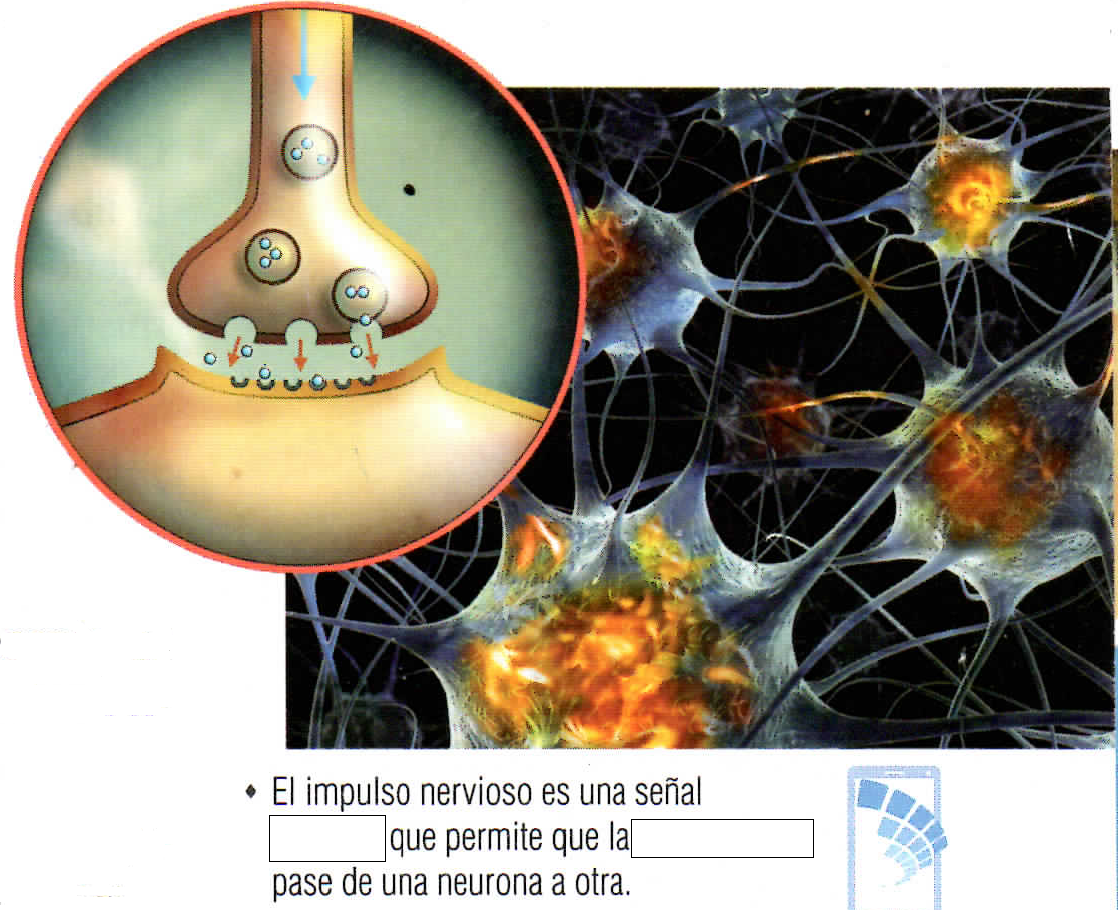 • El impulso nervioso es una señal
que permite que la
pase de una neurona a otra.